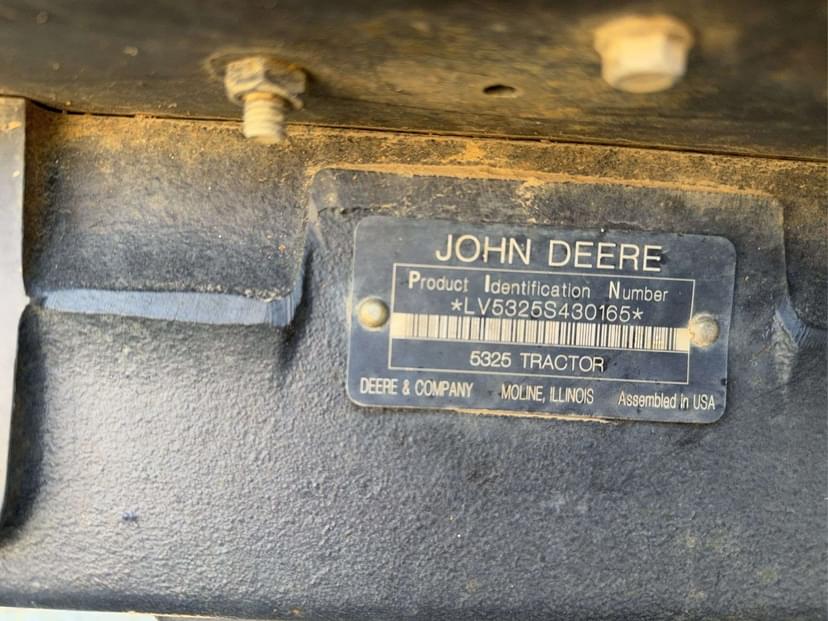 JOHN DEERE
Product Identification Number
*LV5325S430165*
5325 TRACTOR
DEERE & COMPANY MOLINE, ILLINOIS Assembled in USA